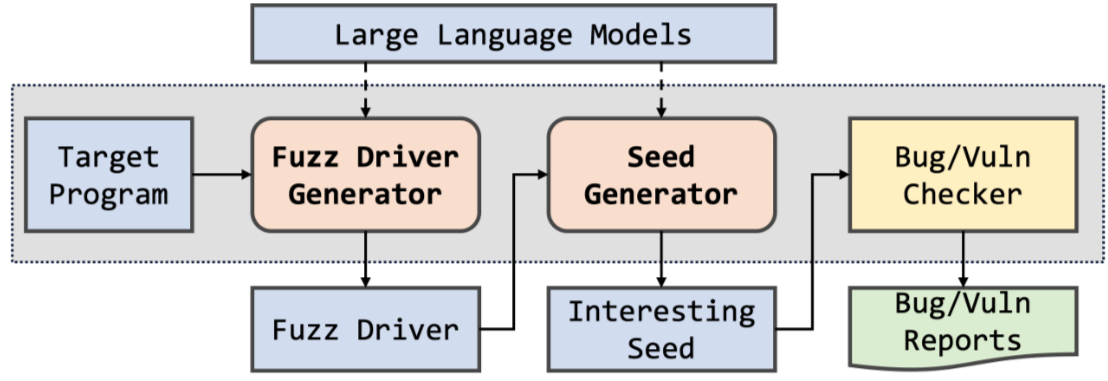 Large Language Models
Target
Program
Fuzz Driver
Generator
Seed
Generator
Bug/Vuln
Checker
Fuzz Driver
Interesting
Seed
Bug/Vuln
Reports